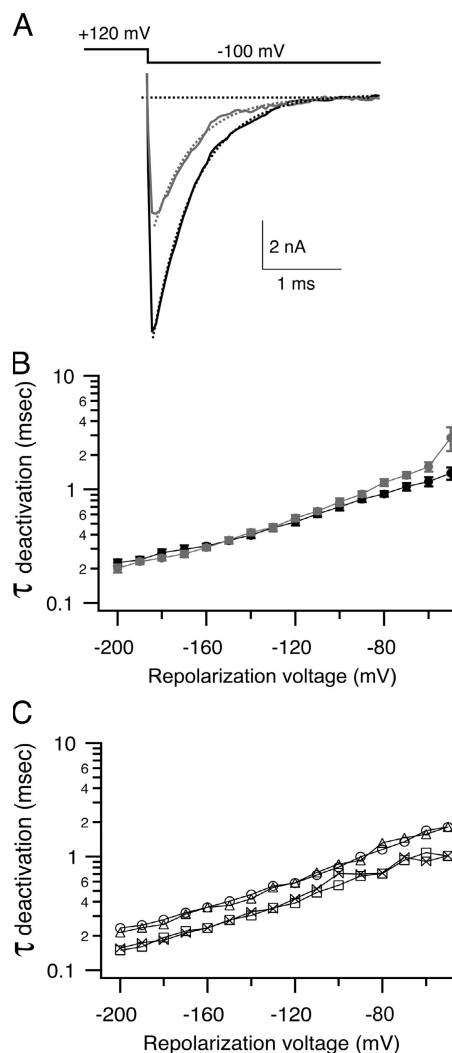 A
+120 mV
-100 mV
2 nA
1 ms
B
10
6
4
2
1
6
4
2
0.1
τ deactivation (msec)
-200
-160
-120
-80
Repolarization voltage (mV)
C
10
6
4
2
1
6
4
2
0.1
τ deactivation (msec)
-200
-160
-120
-80
Repolarization voltage (mV)